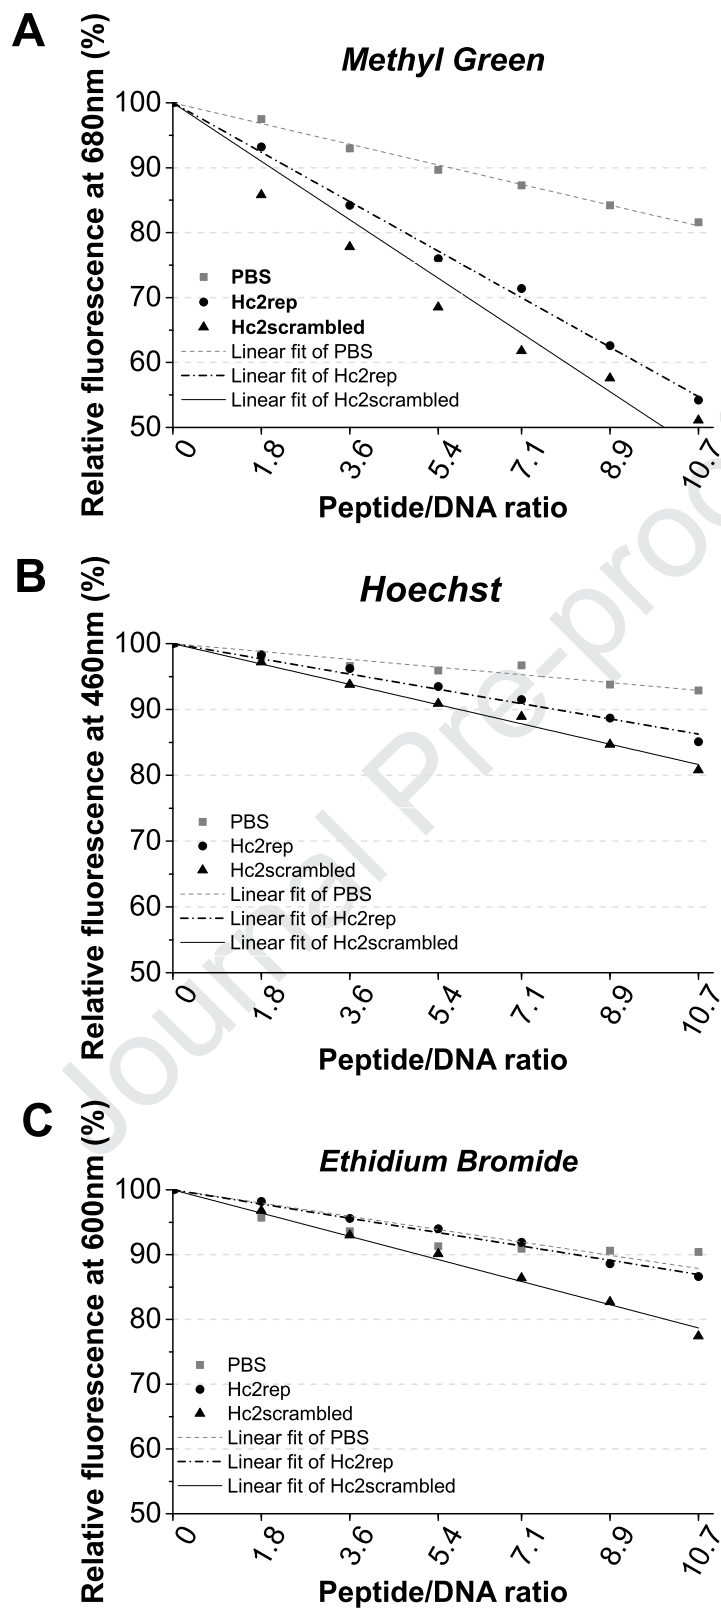 A
Methyl Green
Relative fluorescence at 680nm (%)
100
90
80
70
60
50
PBS
Hc2rep
Hc2scrambled
Linear fit of PBS
Linear fit of Hc2rep
Linear fit of Hc2scrambled
0 1.8 3.6 5.4 7.1 8.9 10.7
Peptide/DNA ratio
B
Hoechst
Relative fluorescence at 460nm (%)
100
90
80
70
60
50
PBS
Hc2rep
Hc2scrambled
Linear fit of PBS
Linear fit of Hc2rep
Linear fit of Hc2scrambled
0 1.8 3.6 5.4 7.1 8.9 10.7
Peptide/DNA ratio
C
Ethidium Bromide
Relative fluorescence at 600nm (%)
100
90
80
70
60
50
PBS
Hc2rep
Hc2scrambled
Linear fit of PBS
Linear fit of Hc2rep
Linear fit of Hc2scrambled
0 1.8 3.6 5.4 7.1 8.9 10.7
Peptide/DNA ratio
Journal Pre-proo